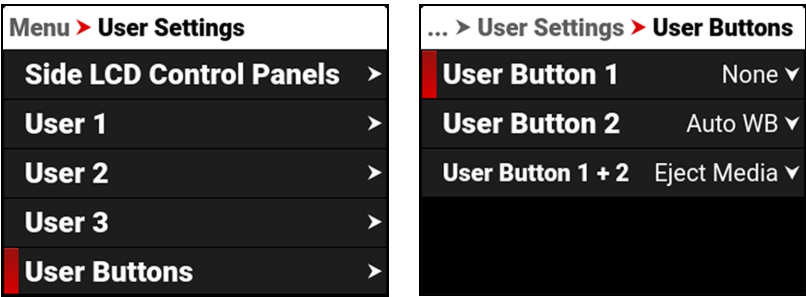 Menu ➤ User Settings
Side LCD Control Panels
User 1
User 2
User 3
User Buttons
... ➤ User Settings ➤ User Buttons
User Button 1 None
User Button 2 Auto WB
User Button 1 + 2 Eject Media